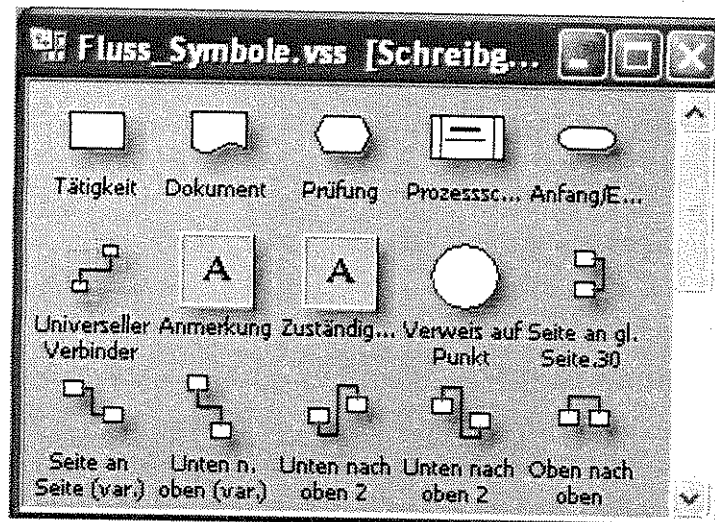 Fluss_Symbole.vss [Schreibg...
Tätigkeit Dokument Prüfung Prozesssc... Anfang/E...
A A
Universeller Anmerkung Zuständig... Verweis auf Seite an gl.
Verbinder Punkt Seite.30
Seite an Unten n. Unten nach Unten nach Oben nach
Seite (var.) oben (var.) oben 2 oben 2 oben